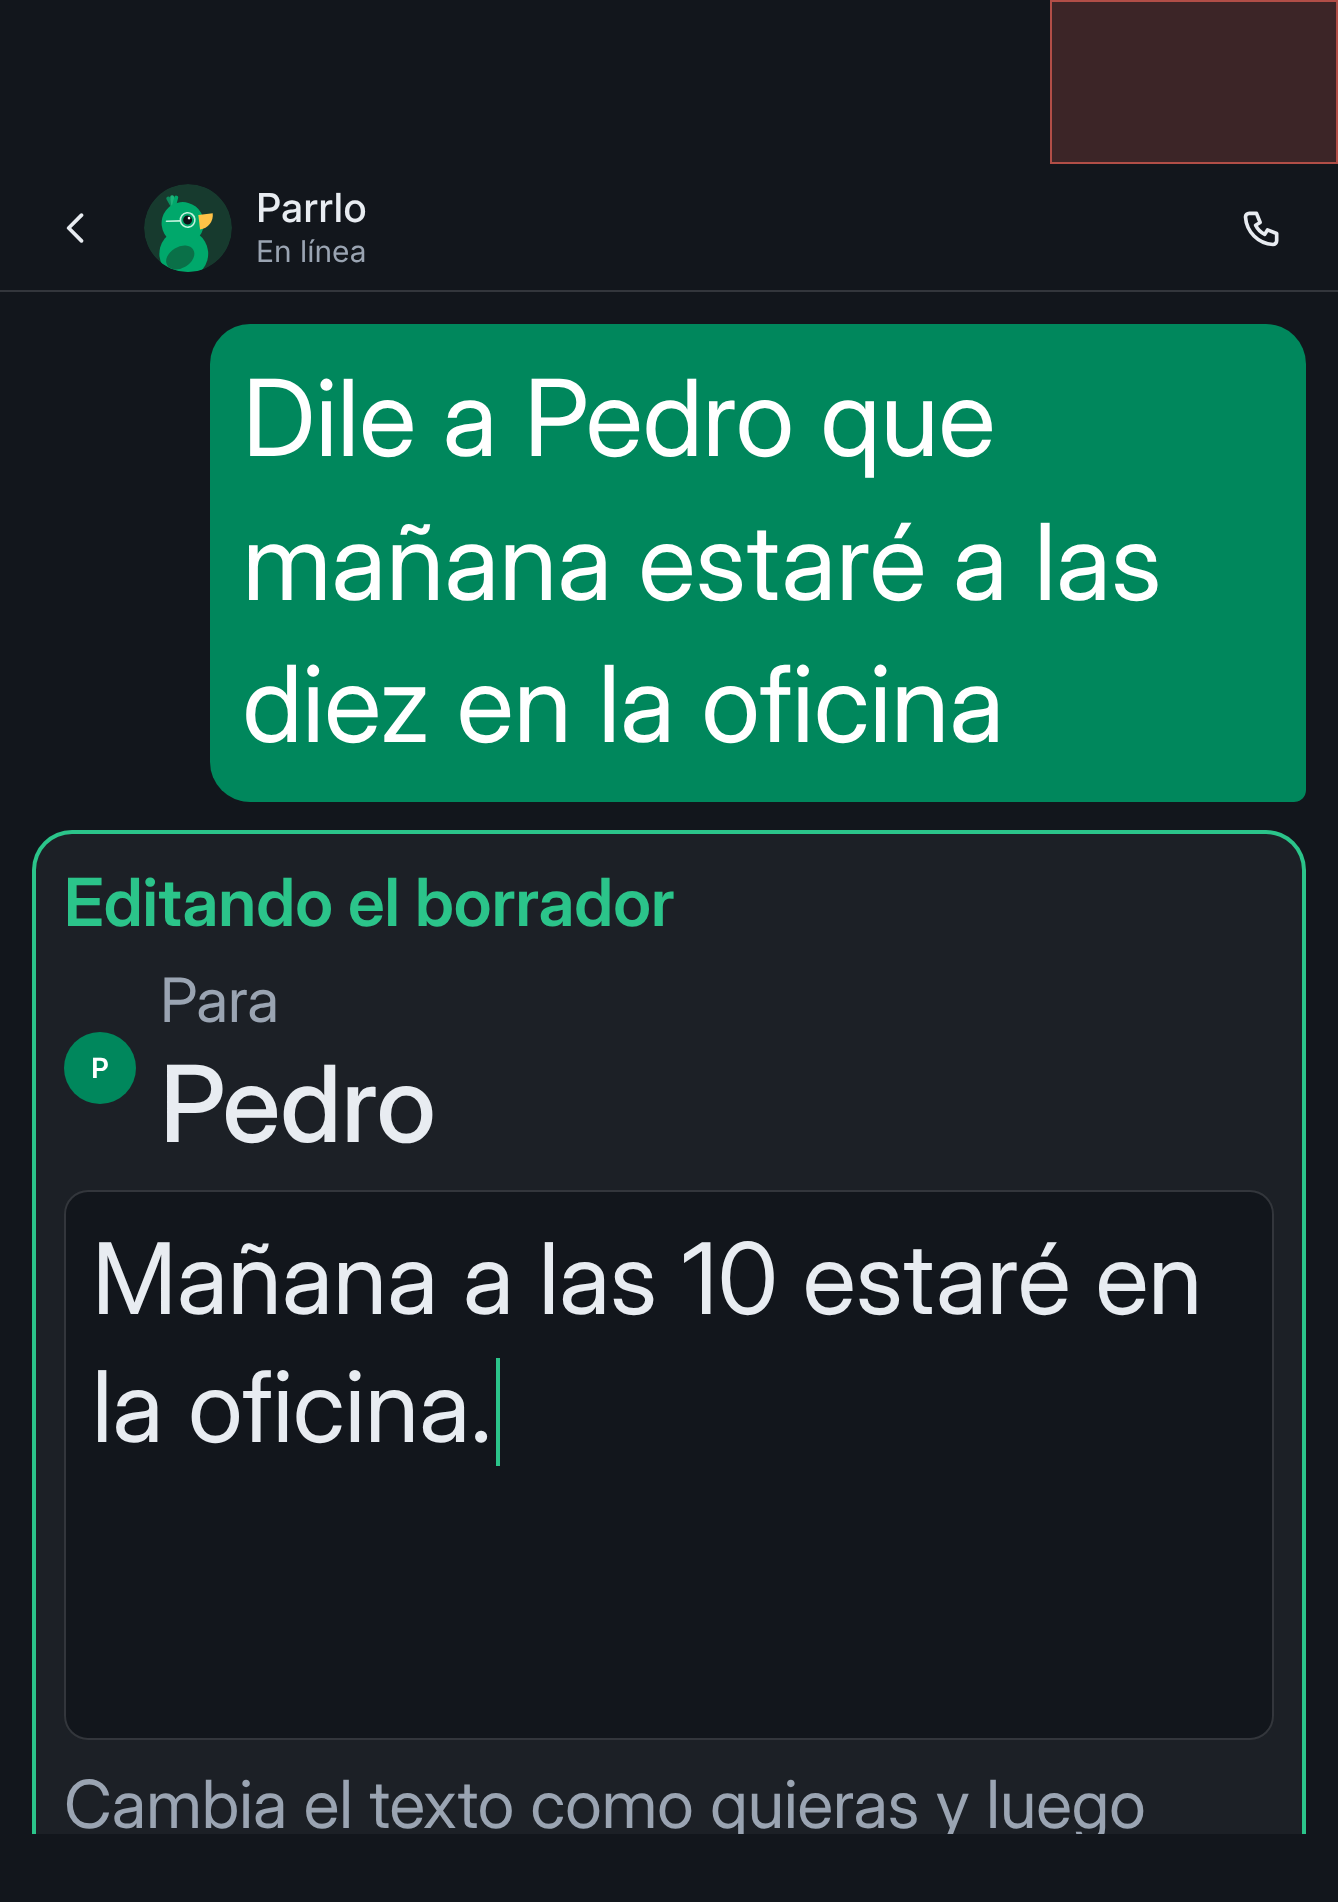 Parrlo
En línea
Dile a Pedro que
mañana estaré a las
diez en la oficina
Editando el borrador
Para
P
Pedro
Mañana a las 10 estaré en
la oficina.
Cambia el texto como quieras y luego